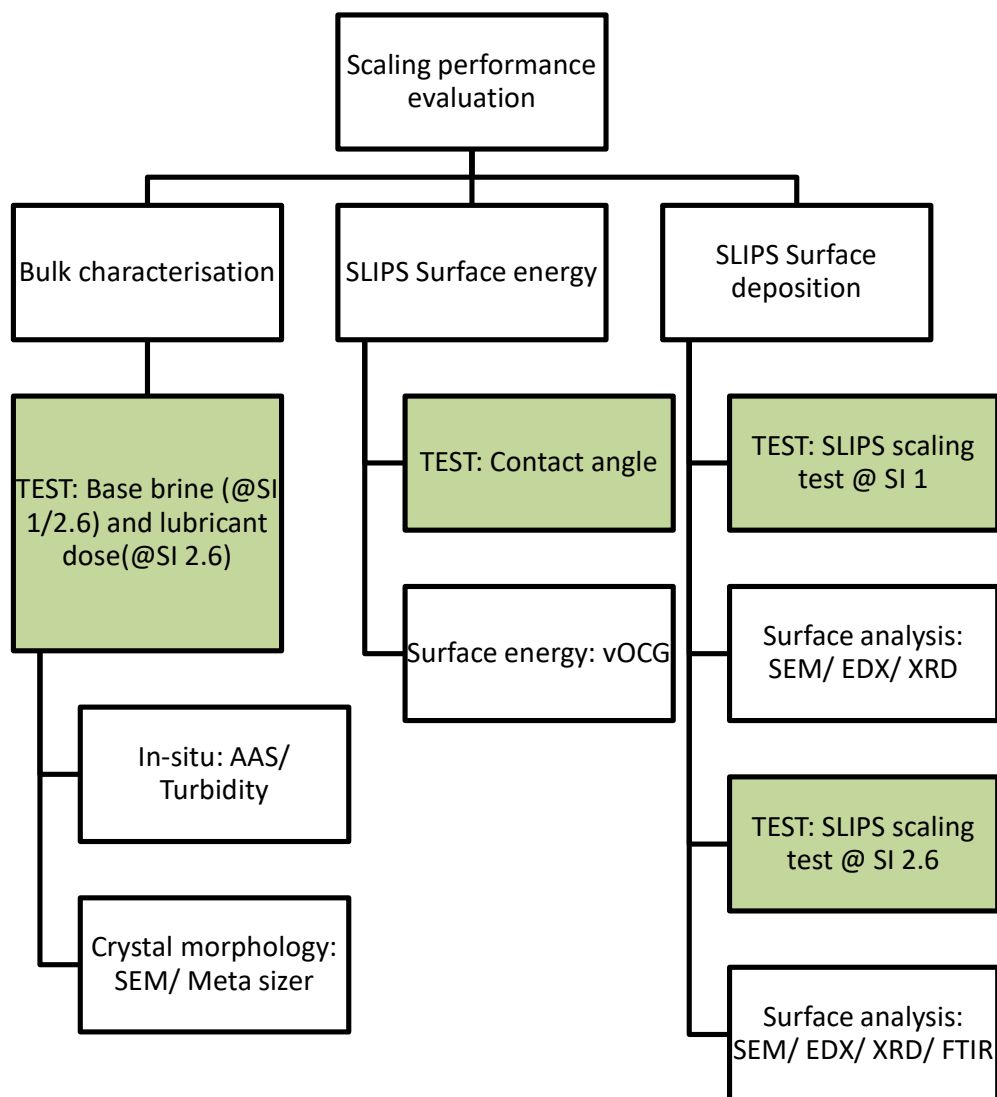 Scaling performance
evaluation
Bulk characterisation
SLIPS Surface energy
SLIPS Surface
deposition
TEST: Base brine (@SI
1/2.6) and lubricant
dose(@SI 2.6)
In-situ: AAS/
Turbidity
Crystal morphology:
SEM/ Meta sizer
TEST: Contact angle
Surface energy: vOCG
TEST: SLIPS scaling
test @ SI 1
Surface analysis:
SEM/ EDX/ XRD
TEST: SLIPS scaling
test @ SI 2.6
Surface analysis:
SEM/ EDX/ XRD/ FTIR